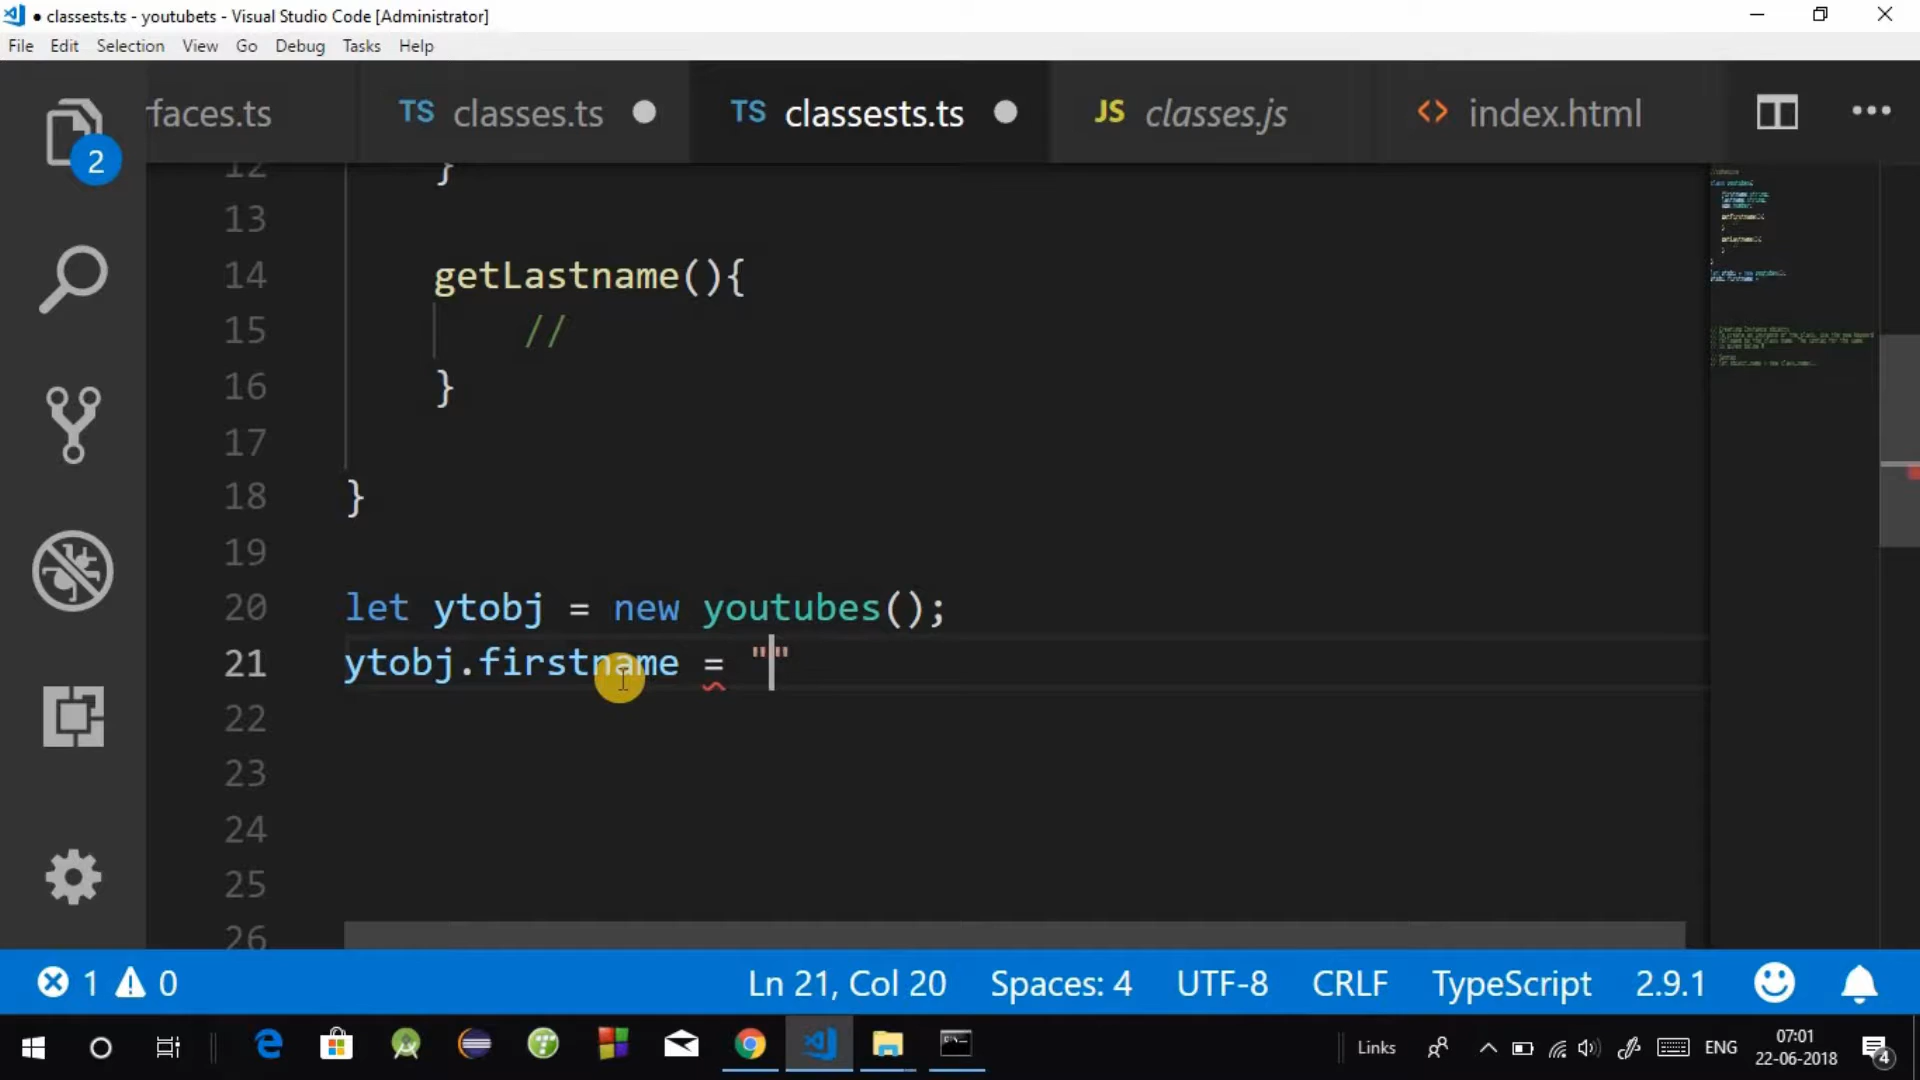 ● classests.ts - youtubets - Visual Studio Code [Administrator]
File Edit Selection View Go Debug Tasks Help
rfaces.ts TS classes.ts TS classests.ts JS classes.js <> index.html •••
2
12 }
13
14 getLastname(){
15 //
16 }
17
18 }
19
20 let ytobj = new youtubes();
21 ytobj.firstname = ""
22
23
24
25
26
1 0 Ln 21, Col 20 Spaces: 4 UTF-8 CRLF TypeScript 2.9.1
Links ENG 07:01
22-06-2018 4